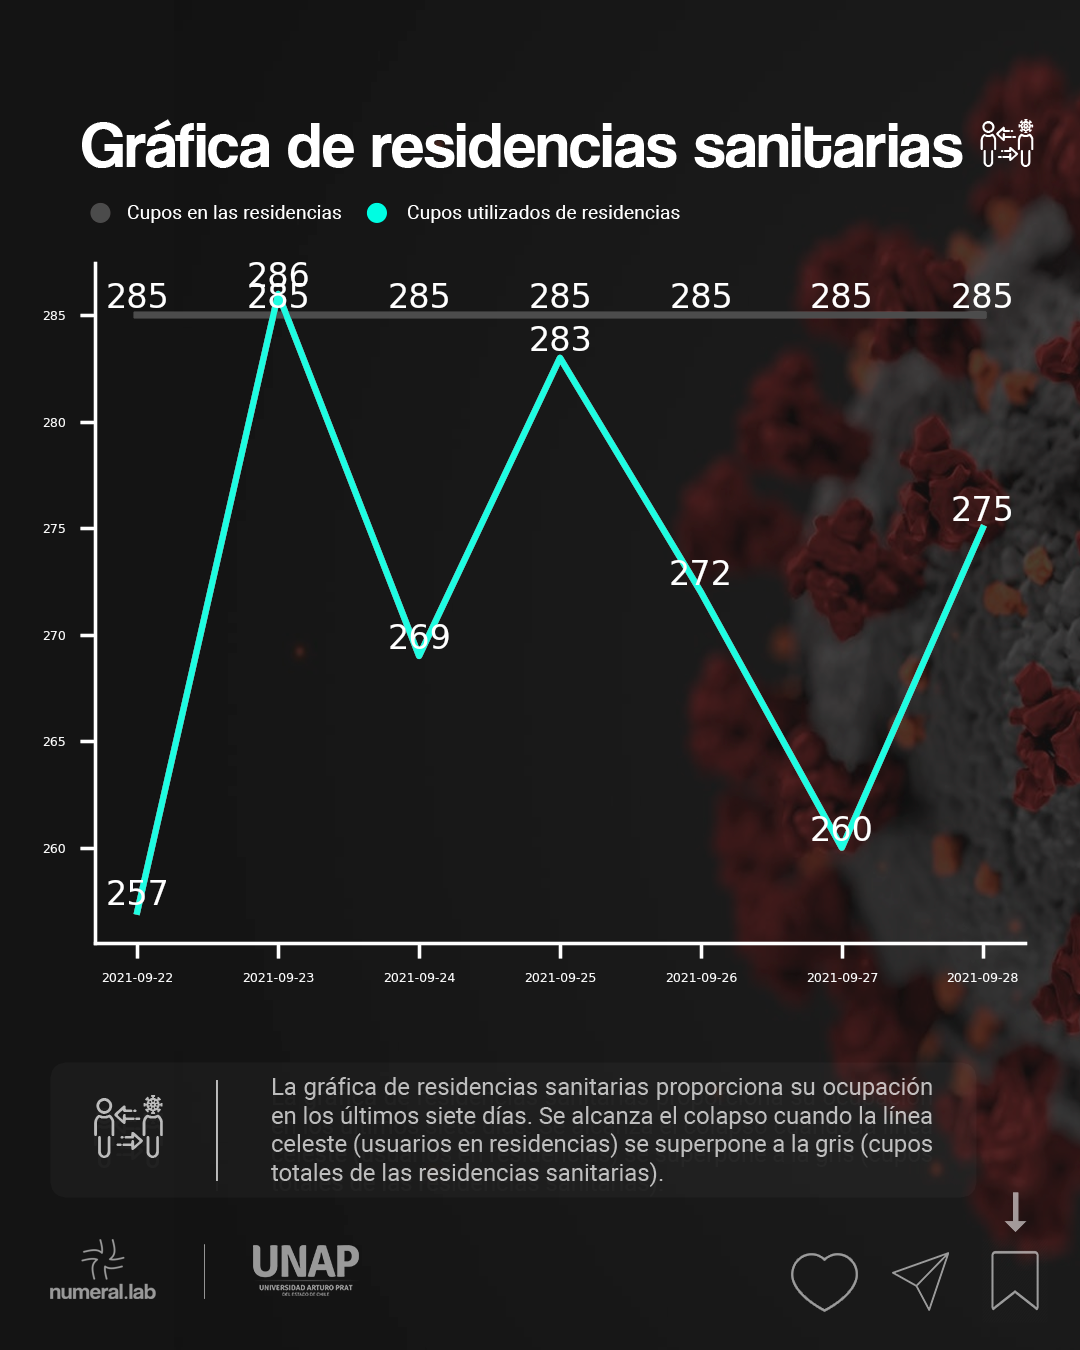 Gráfica de residencias sanitarias
Cupos en las residencias
Cupos utilizados de residencias
286
285 285 285 285 285 285 285
285
283
280
275
275
272
270
269
265
260
260
257
2021-09-22 2021-09-23 2021-09-24 2021-09-25 2021-09-26 2021-09-27 2021-09-28
La gráfica de residencias sanitarias proporciona su ocupación
en los últimos siete días. Se alcanza el colapso cuando la línea
celeste (usuarios en residencias) se superpone a la gris (cupos
totales de las residencias sanitarias).
numeral.lab
UNAP
UNIVERSIDAD ARTURO PRAT
DEL ESTADO DE CHILE